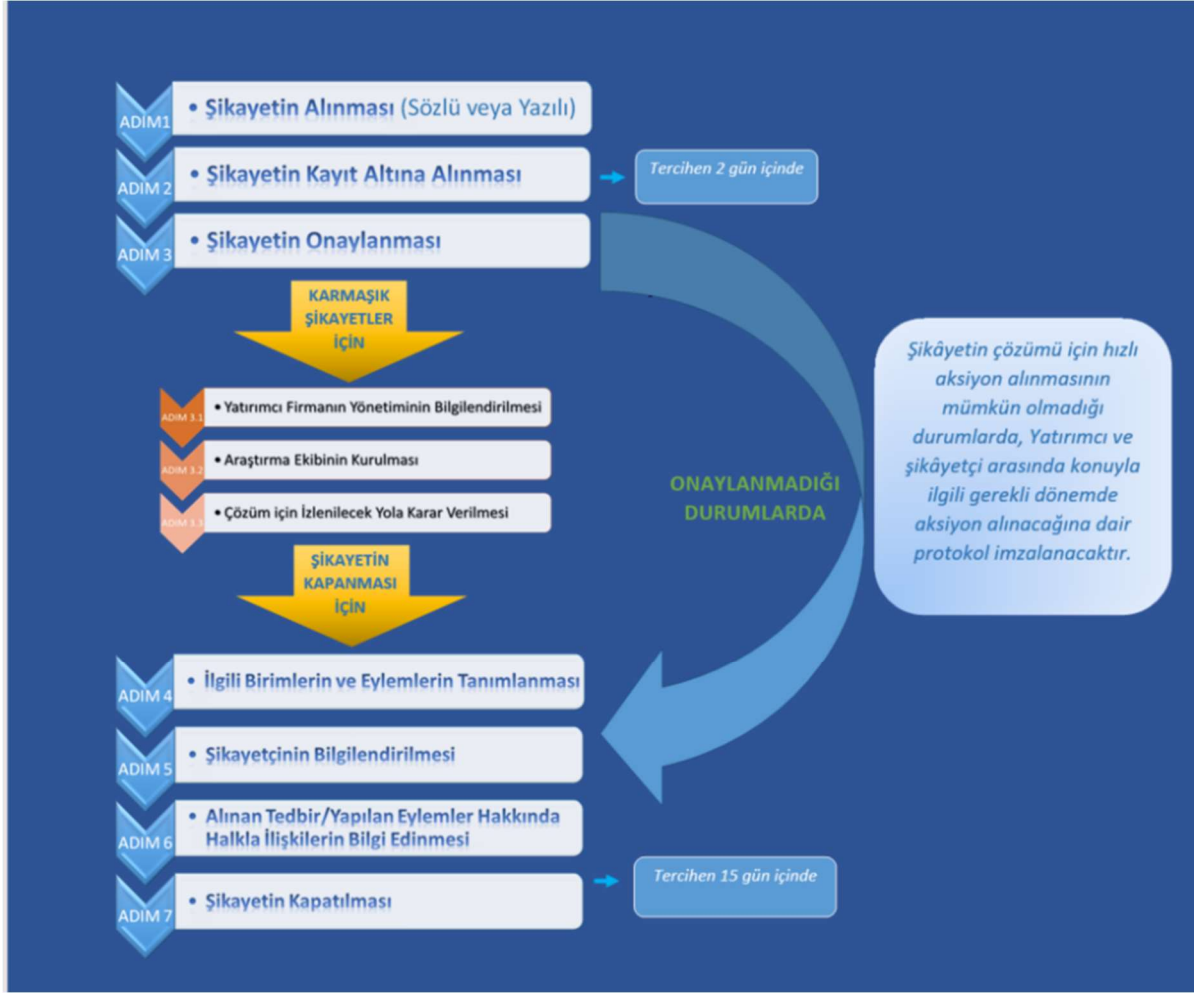 ADIM1
• Şikayetin Alınması (Sözlü veya Yazılı)
ADIM 2
• Şikayetin Kayıt Altına Alınması
Tercihen 2 gün içinde
ADIM 3
• Şikayetin Onaylanması
KARMAŞIK
ŞİKAYETLER
İÇİN
ADIM 3.1
• Yatırımcı Firmanın Yönetiminin Bilgilendirilmesi
ADIM 3.2
• Araştırma Ekibinin Kurulması
ADIM 3.3
• Çözüm için İzlenilecek Yola Karar Verilmesi
ONAYLANMADIĞI
DURUMLARDA
Şikâyetin çözümü için hızlı
aksiyon alınmasının
mümkün olmadığı
durumlarda, Yatırımcı ve
şikâyetçi arasında konuyla
ilgili gerekli dönemde
aksiyon alınacağına dair
protokol imzalanacaktır.
ŞİKAYETİN
KAPANMASI
İÇİN
ADIM 4
• İlgili Birimlerin ve Eylemlerin Tanımlanması
ADIM 5
• Şikayetçinin Bilgilendirilmesi
ADIM 6
• Alınan Tedbir/Yapılan Eylemler Hakkında
Halkla İlişkilerin Bilgi Edinmesi
ADIM 7
• Şikayetin Kapatılması
Tercihen 15 gün içinde